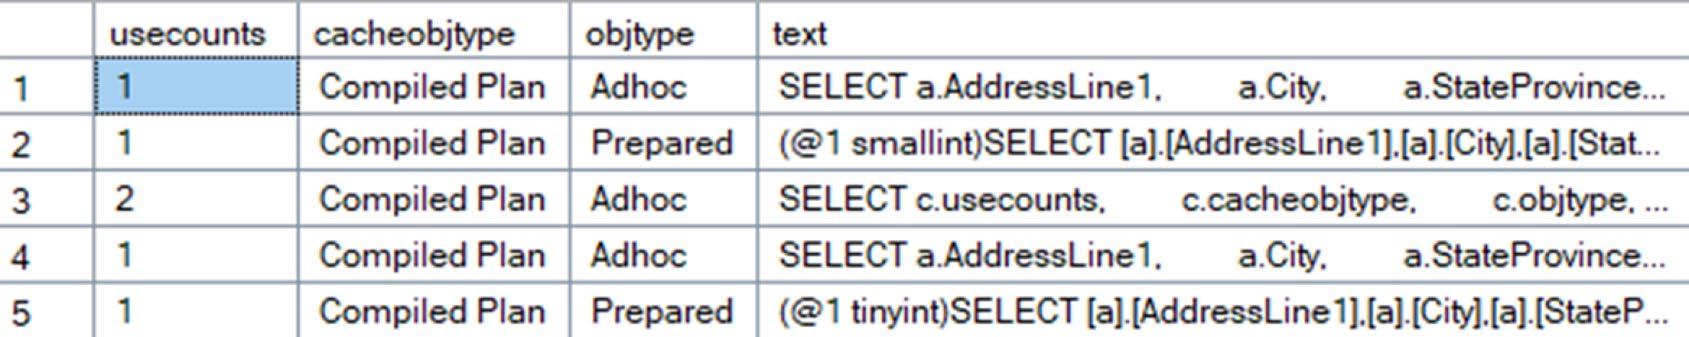 usecounts cacheobjtype objtype text
1 1 Compiled Plan Adhoc SELECT a.AddressLine1, a.City, a.StateProvince...
2 1 Compiled Plan Prepared (@1 smallint)SELECT [a].[AddressLine1],[a].[City],[a].[Stat...
3 2 Compiled Plan Adhoc SELECT c.usecounts, c.cacheobjtype, c.objtype, ...
4 1 Compiled Plan Adhoc SELECT a.AddressLine1, a.City, a.StateProvince...
5 1 Compiled Plan Prepared (@1 tinyint)SELECT [a].[AddressLine1],[a].[City],[a].[StateP...